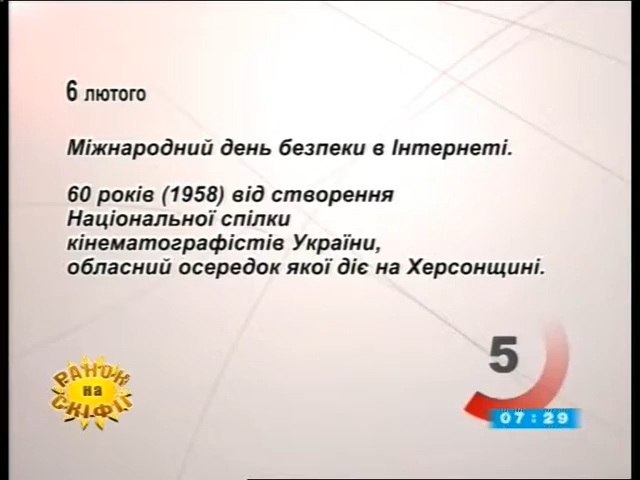 6 лютого
Міжнародний день безпеки в Інтернеті.
60 років (1958) від створення
Національної спілки
кінематографістів України,
обласний осередок якої діє на Херсонщині.
РАНОК
на
СКІФІЇ
5
07:29